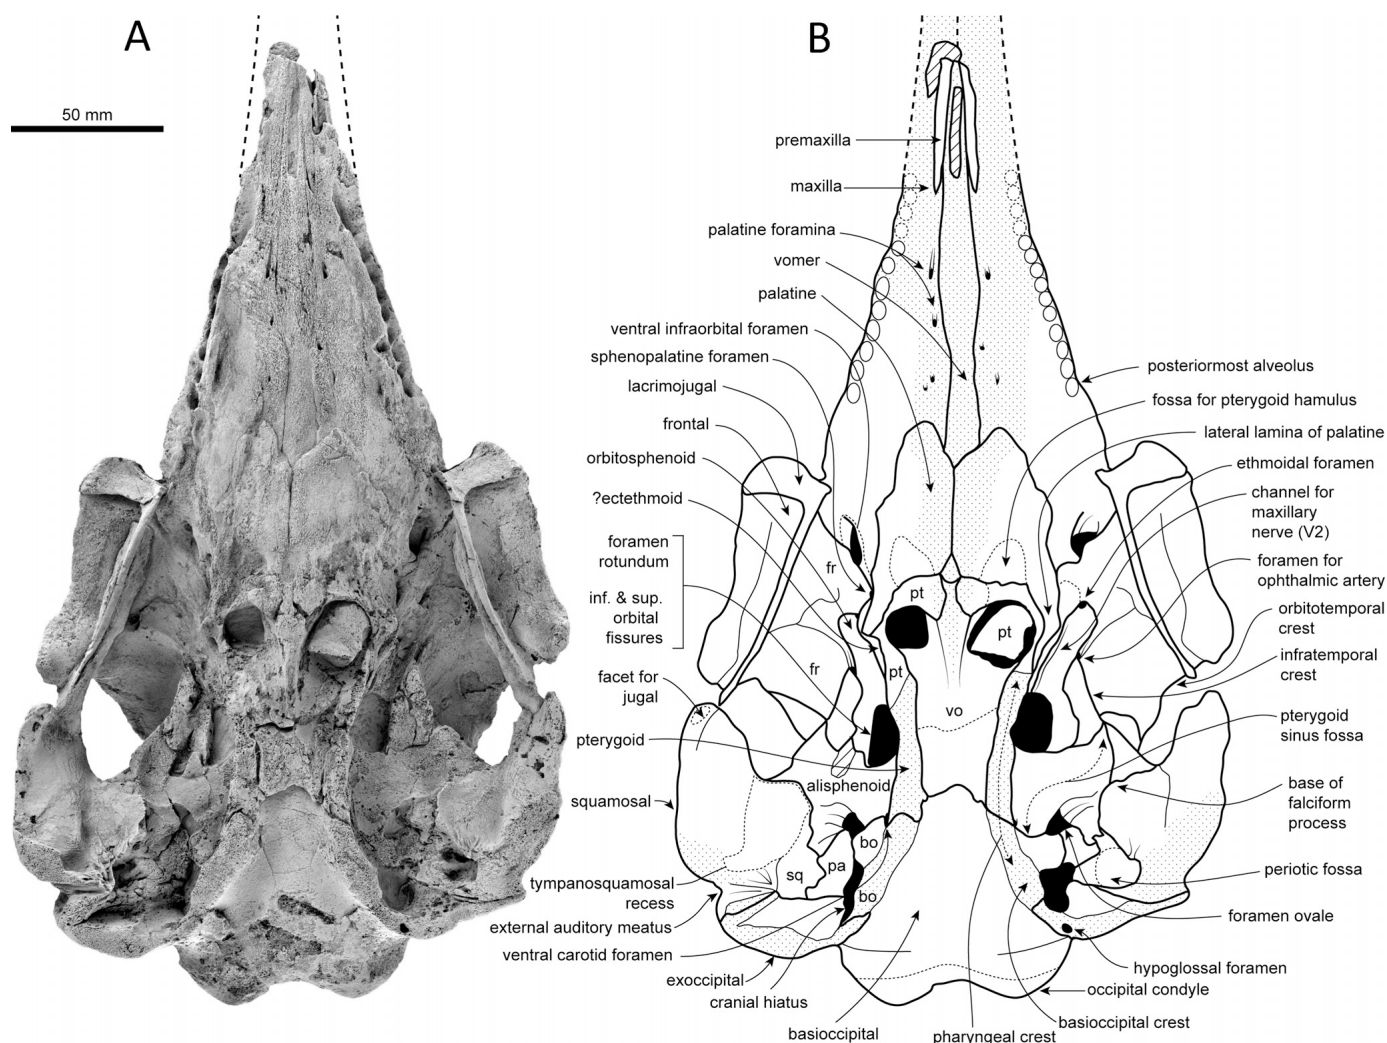 A
50 mm
B
premaxilla
maxilla
palatine foramina
vomer
palatine
ventral infraorbital foramen
sphenopalatine foramen
lacrimojugal
frontal
orbitosphenoid
?ectethmoid
foramen
rotundum
inf. & sup.
orbital
fissures
facet for
jugal
pterygoid
squamosal
tympanosquamosal
recess
external auditory meatus
ventral carotid foramen
exoccipital
cranial hiatus
basioccipital
fr
fr
pt
pt
pt
vo
alisphenoid
bo
pa
sq
bo
posteriormost alveolus
fossa for pterygoid hamulus
lateral lamina of palatine
ethmoidal foramen
channel for
maxillary
nerve (V2)
foramen for
ophthalmic artery
orbitotemporal
crest
infratemporal
crest
pterygoid
sinus fossa
base of
falciform
process
periotic fossa
foramen ovale
hypoglossal foramen
occipital condyle
basioccipital crest
pharyngeal crest